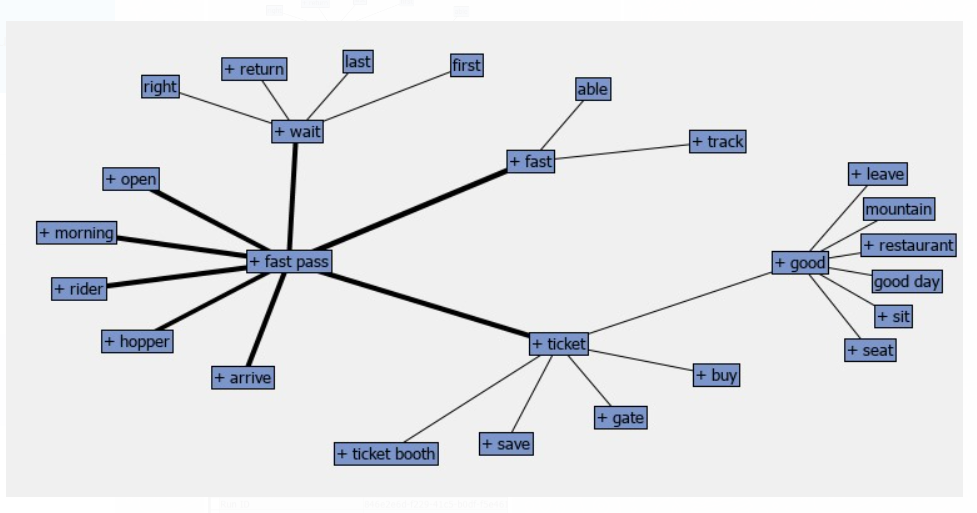 last
first
+ return
right
able
+ wait
+ track
+ fast
+ leave
+ open
mountain
+ morning
+ restaurant
+ fast pass
+ good
good day
+ rider
+ sit
+ hopper
+ ticket
+ seat
+ buy
+ arrive
+ gate
+ save
+ ticket booth